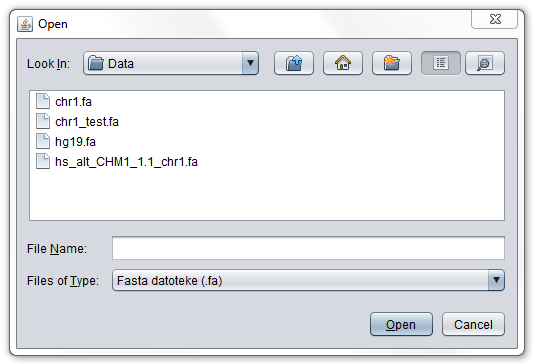 Open
Look In: Data
chr1.fa
chr1_test.fa
hg19.fa
hs_alt_CHM1_1.1_chr1.fa
File Name:
Files of Type: Fasta datoteke (.fa)
Open Cancel